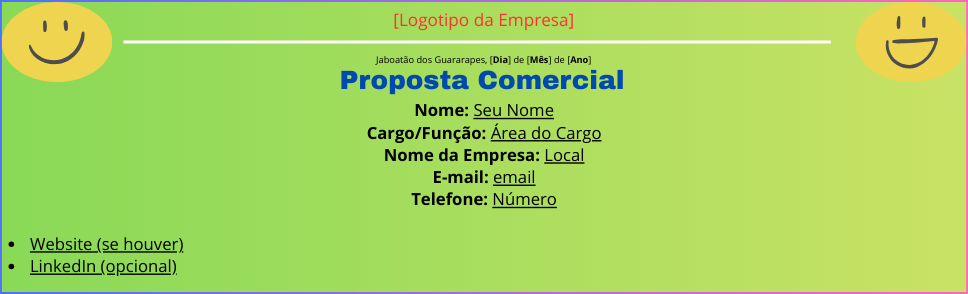 [Logotipo da Empresa]
Jaboatão dos Guararapes, [Dia] de [Mês] de [Ano]
Proposta Comercial
Nome: Seu Nome
Cargo/Função: Área do Cargo
Nome da Empresa: Local
E-mail: email
Telefone: Número
• Website (se houver)
• LinkedIn (opcional)